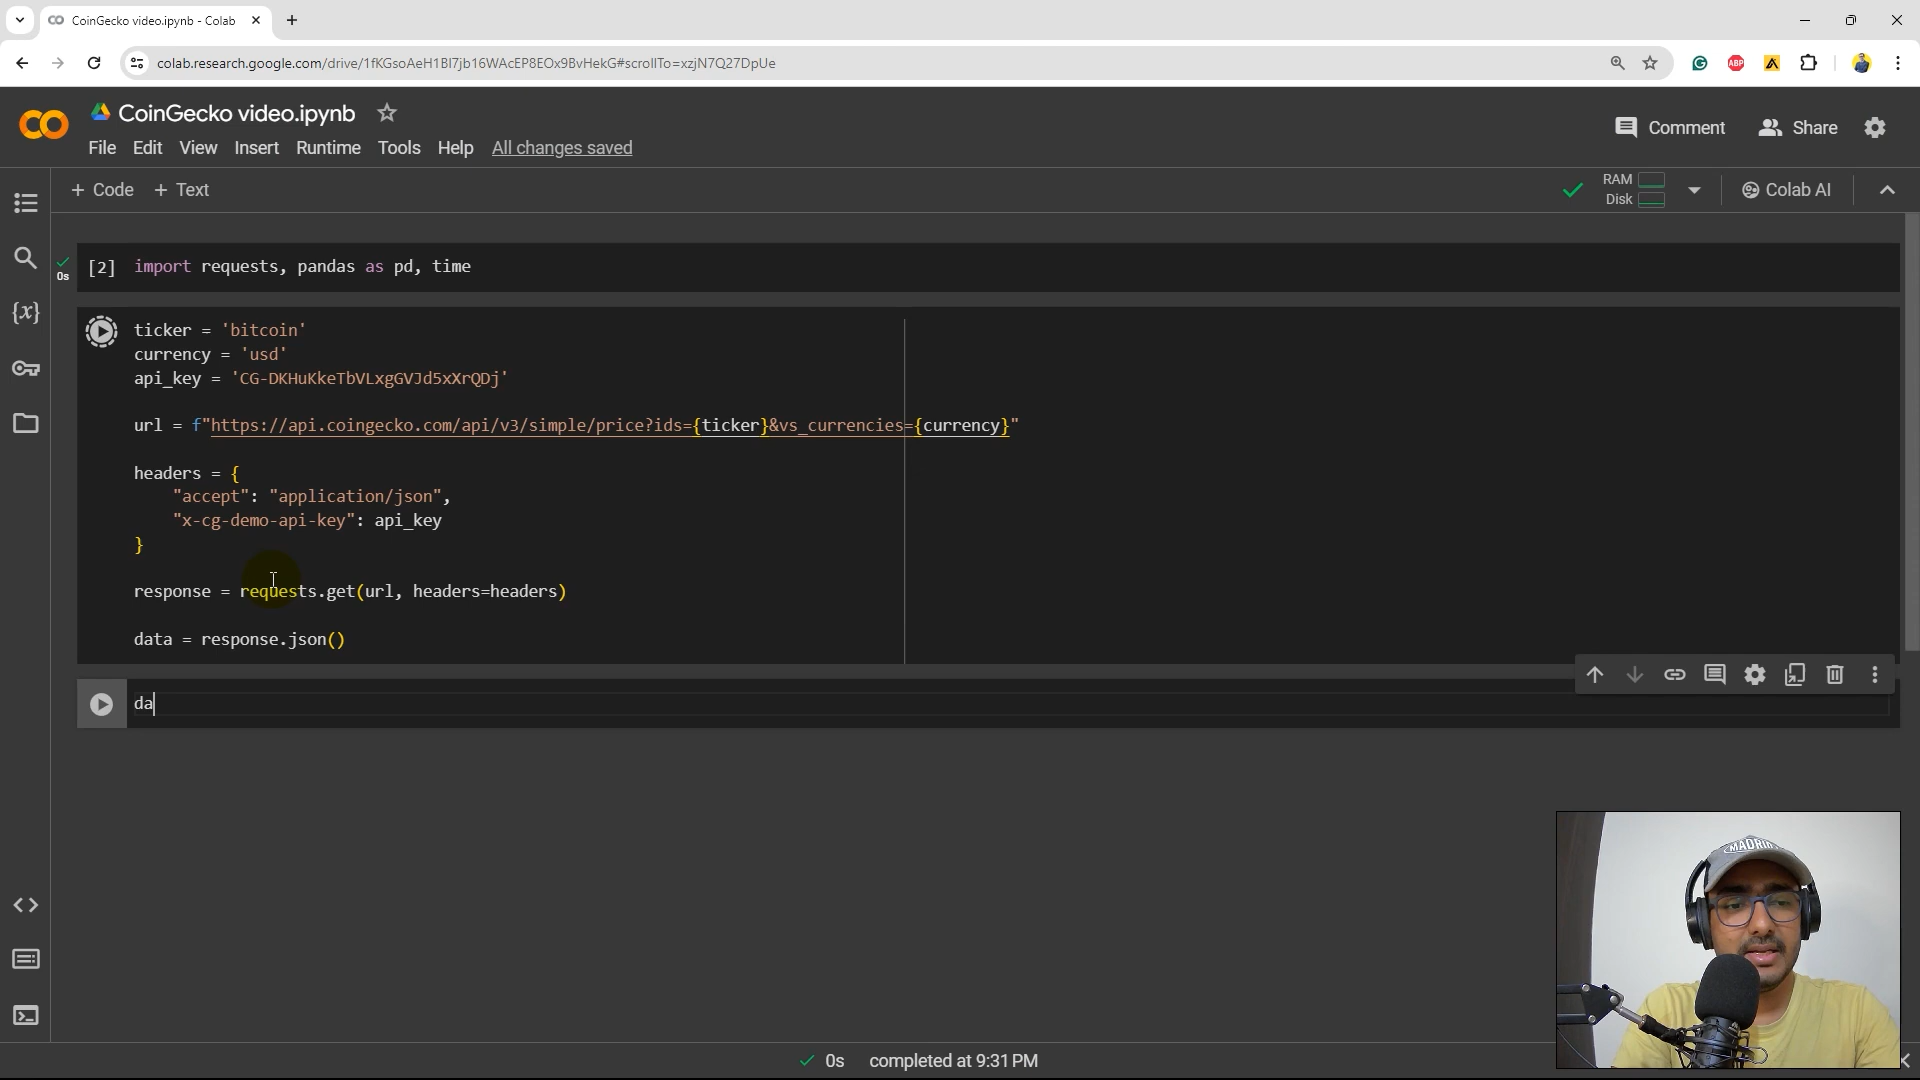 CoinGecko video.ipynb - Colab
colab.research.google.com/drive/1fKGsoAeH1BI7jb16WAcEP8EOx9BvHekG#scrollTo=xzjN7Q27DpUe
ABP
CoinGecko video.ipynb
File Edit View Insert Runtime Tools Help All changes saved
Comment Share
+ Code + Text
RAM
Disk
Colab AI
0s
[2] import requests, pandas as pd, time
ticker = 'bitcoin'
currency = 'usd'
api_key = 'CG-DKHuKkeTbVLxgGVJd5xXrQDj'
url = f"https://api.coingecko.com/api/v3/simple/price?ids={ticker}&vs_currencies={currency}"
headers = {
"accept": "application/json",
"x-cg-demo-api-key": api_key
}
response = requests.get(url, headers=headers)
data = response.json()
da
{x}
MADRID
0s completed at 9:31 PM